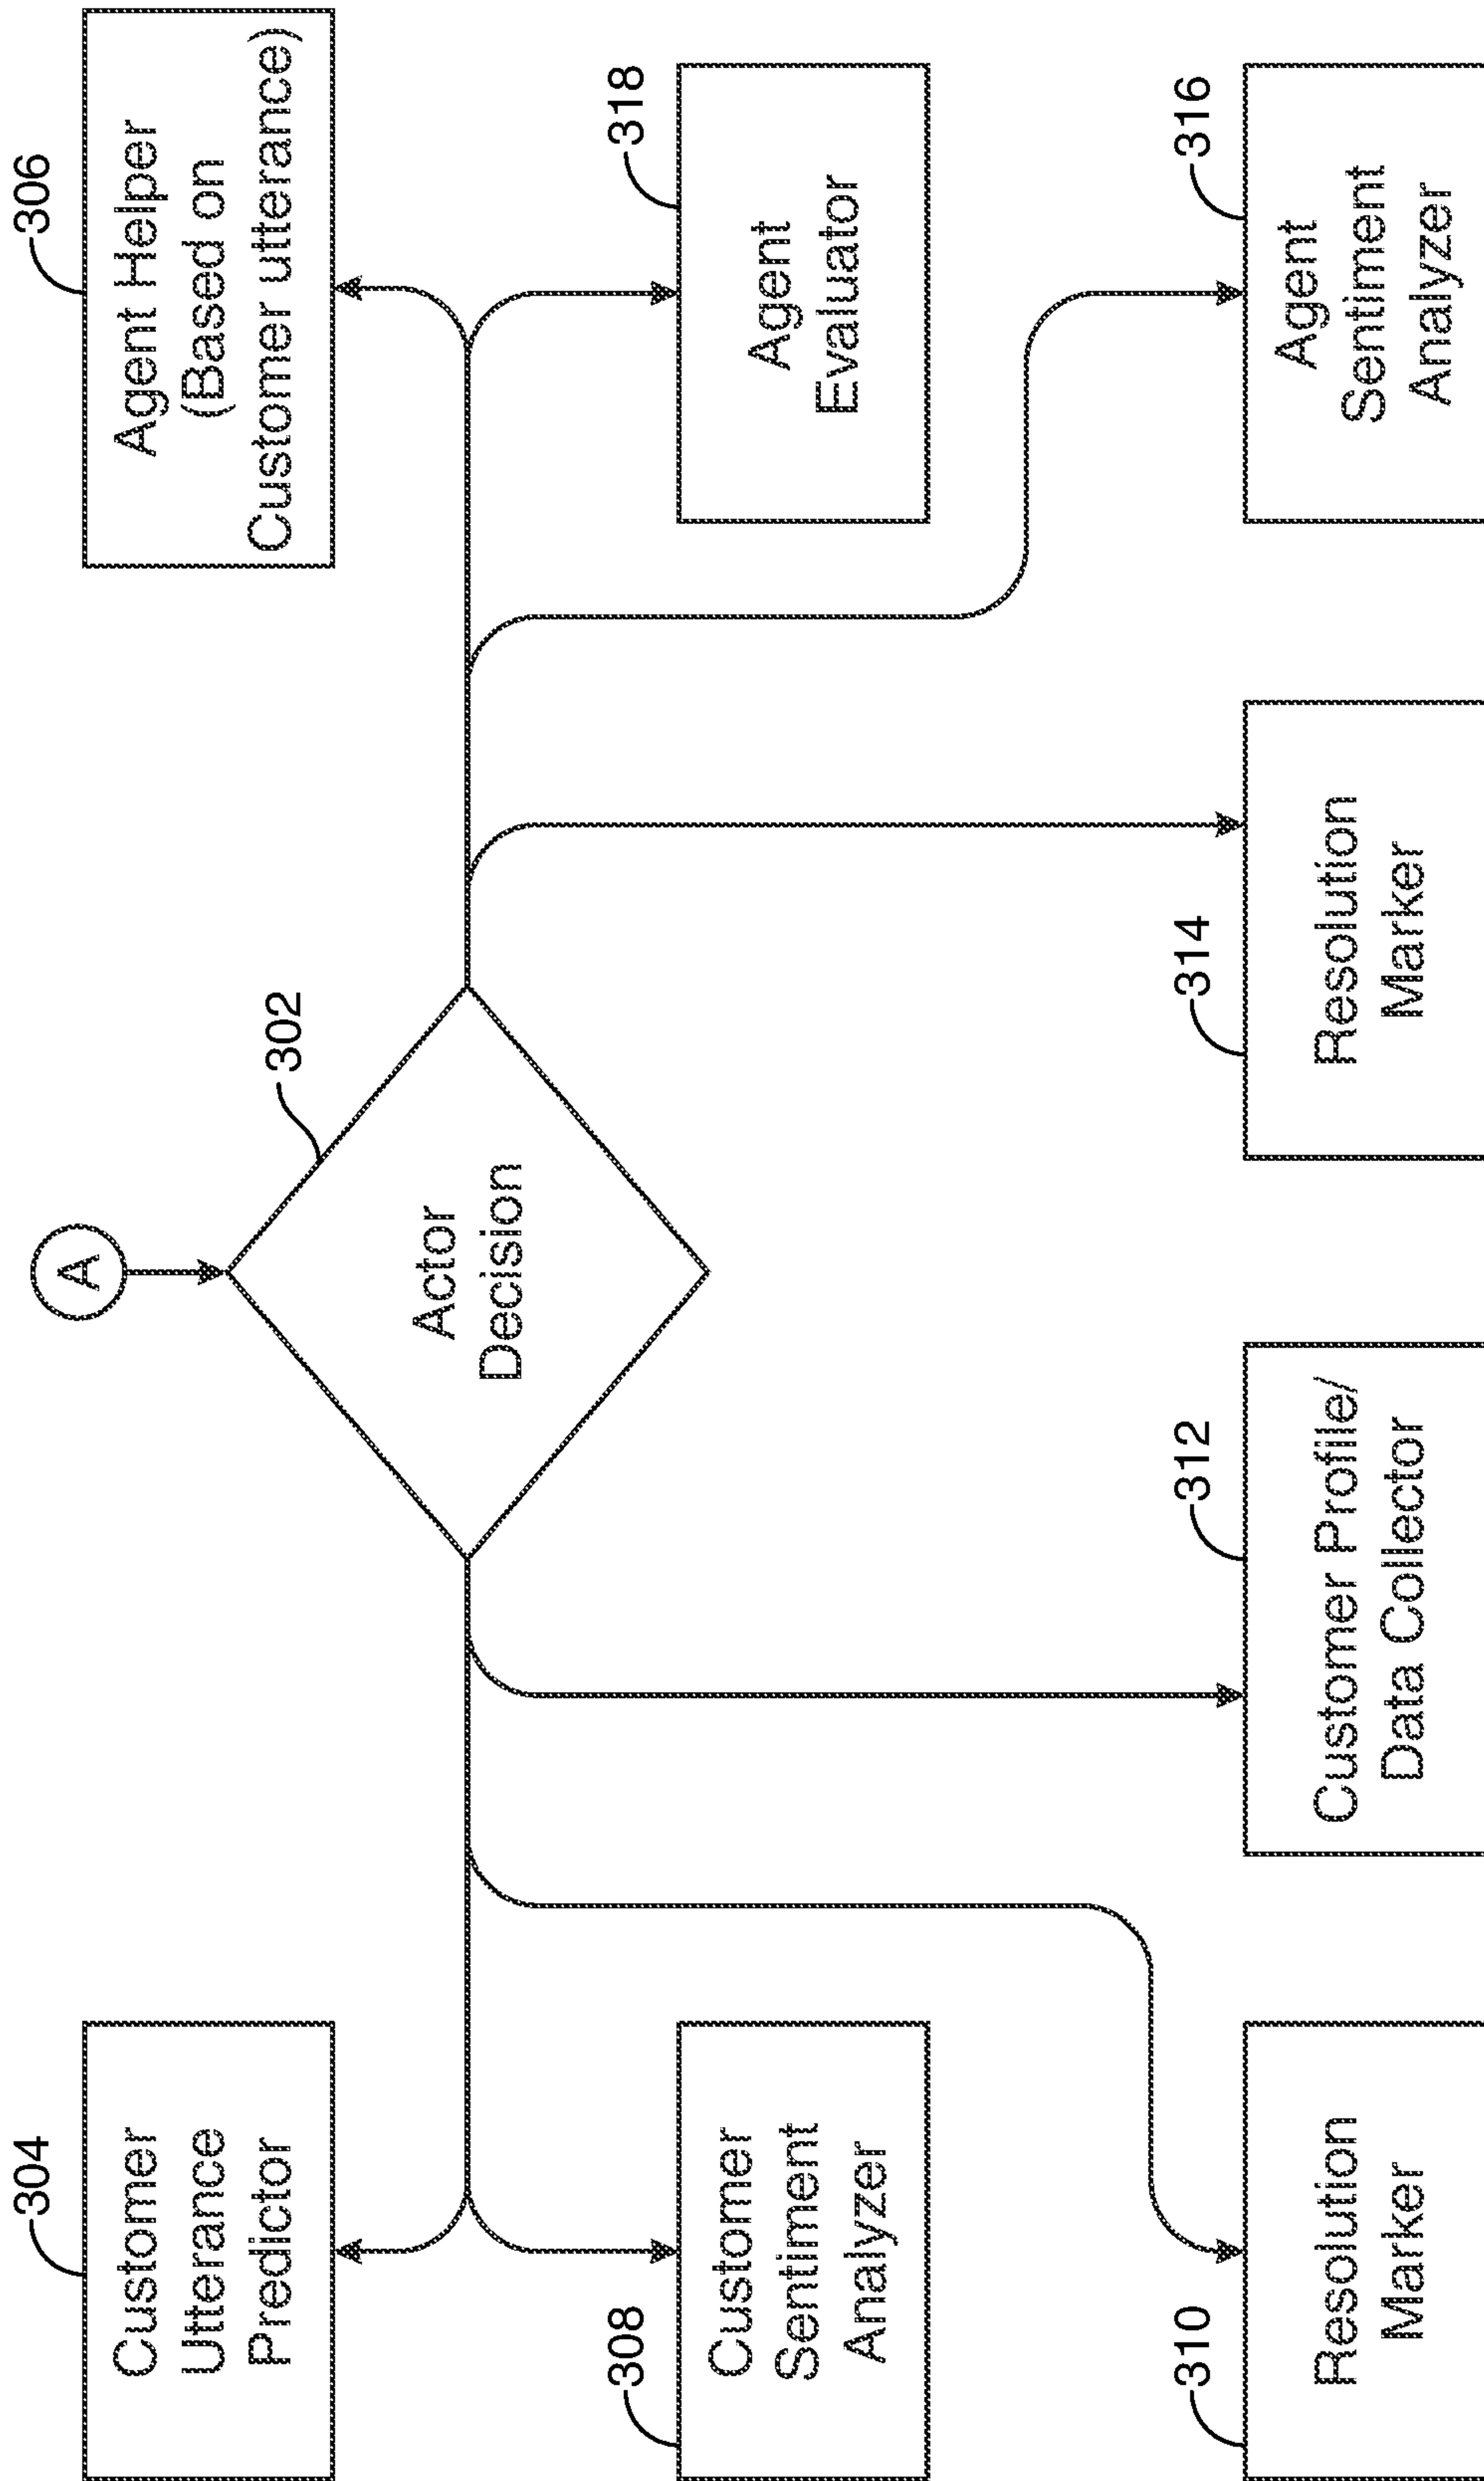 A
302
Actor
Decision
304
Customer
Utterance
Predictor
306
Agent Helper
(Based on
Customer utterance)
308
Customer
Sentiment
Analyzer
318
Agent
Evaluator
310
Resolution
Marker
312
Customer Profile/
Data Collector
314
Resolution
Marker
316
Agent
Sentiment
Analyzer